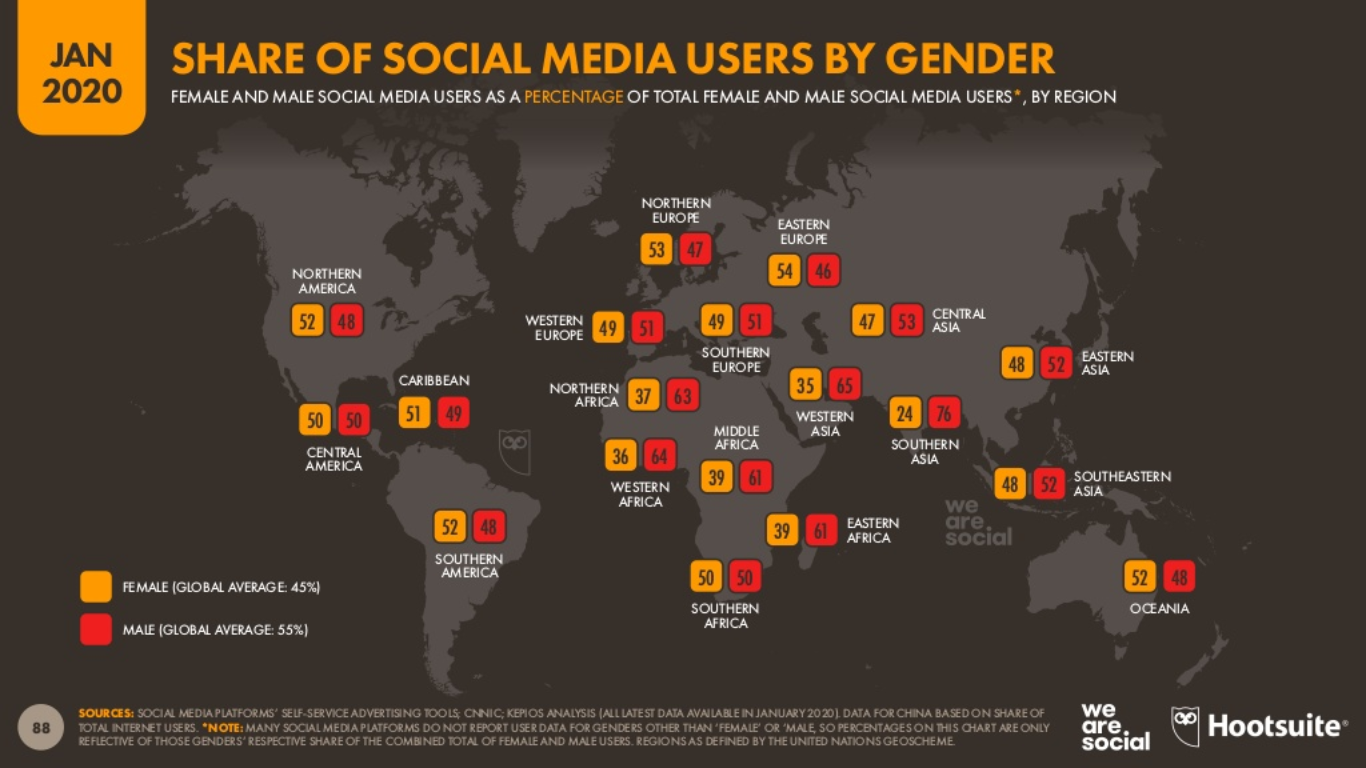 JAN
2020
SHARE OF SOCIAL MEDIA USERS BY GENDER
FEMALE AND MALE SOCIAL MEDIA USERS AS A PERCENTAGE OF TOTAL FEMALE AND MALE SOCIAL MEDIA USERS*, BY REGION
NORTHERN
EUROPE
53 47
EASTERN
EUROPE
54 46
NORTHERN
AMERICA
52 48
WESTERN
EUROPE
49 51
49 51
SOUTHERN
EUROPE
47 53
CENTRAL
ASIA
48 52
EASTERN
ASIA
CARIBBEAN
51 49
NORTHERN
AFRICA
37 63
35 65
WESTERN
ASIA
24 76
SOUTHERN
ASIA
50 50
CENTRAL
AMERICA
36 64
WESTERN
AFRICA
MIDDLE
AFRICA
39 61
48 52
SOUTHEASTERN
ASIA
we
are
social
52 48
SOUTHERN
AMERICA
39 61
EASTERN
AFRICA
50 50
SOUTHERN
AFRICA
52 48
OCEANIA
FEMALE (GLOBAL AVERAGE: 45%)
MALE (GLOBAL AVERAGE: 55%)
88
SOURCES: SOCIAL MEDIA PLATFORMS' SELF-SERVICE ADVERTISING TOOLS; CNNIC; KEPIOS ANALYSIS (ALL LATEST DATA AVAILABLE IN JANUARY 2020). DATA FOR CHINA BASED ON SHARE OF
TOTAL INTERNET USERS. *NOTE: MANY SOCIAL MEDIA PLATFORMS DO NOT REPORT USER DATA FOR GENDERS OTHER THAN 'FEMALE' OR 'MALE, SO PERCENTAGES ON THIS CHART ARE ONLY
REFLECTIVE OF THOSE GENDERS' RESPECTIVE SHARE OF THE COMBINED TOTAL OF FEMALE AND MALE USERS. REGIONS AS DEFINED BY THE UNITED NATIONS GEOSCHEME.
we
are
social
Hootsuite®